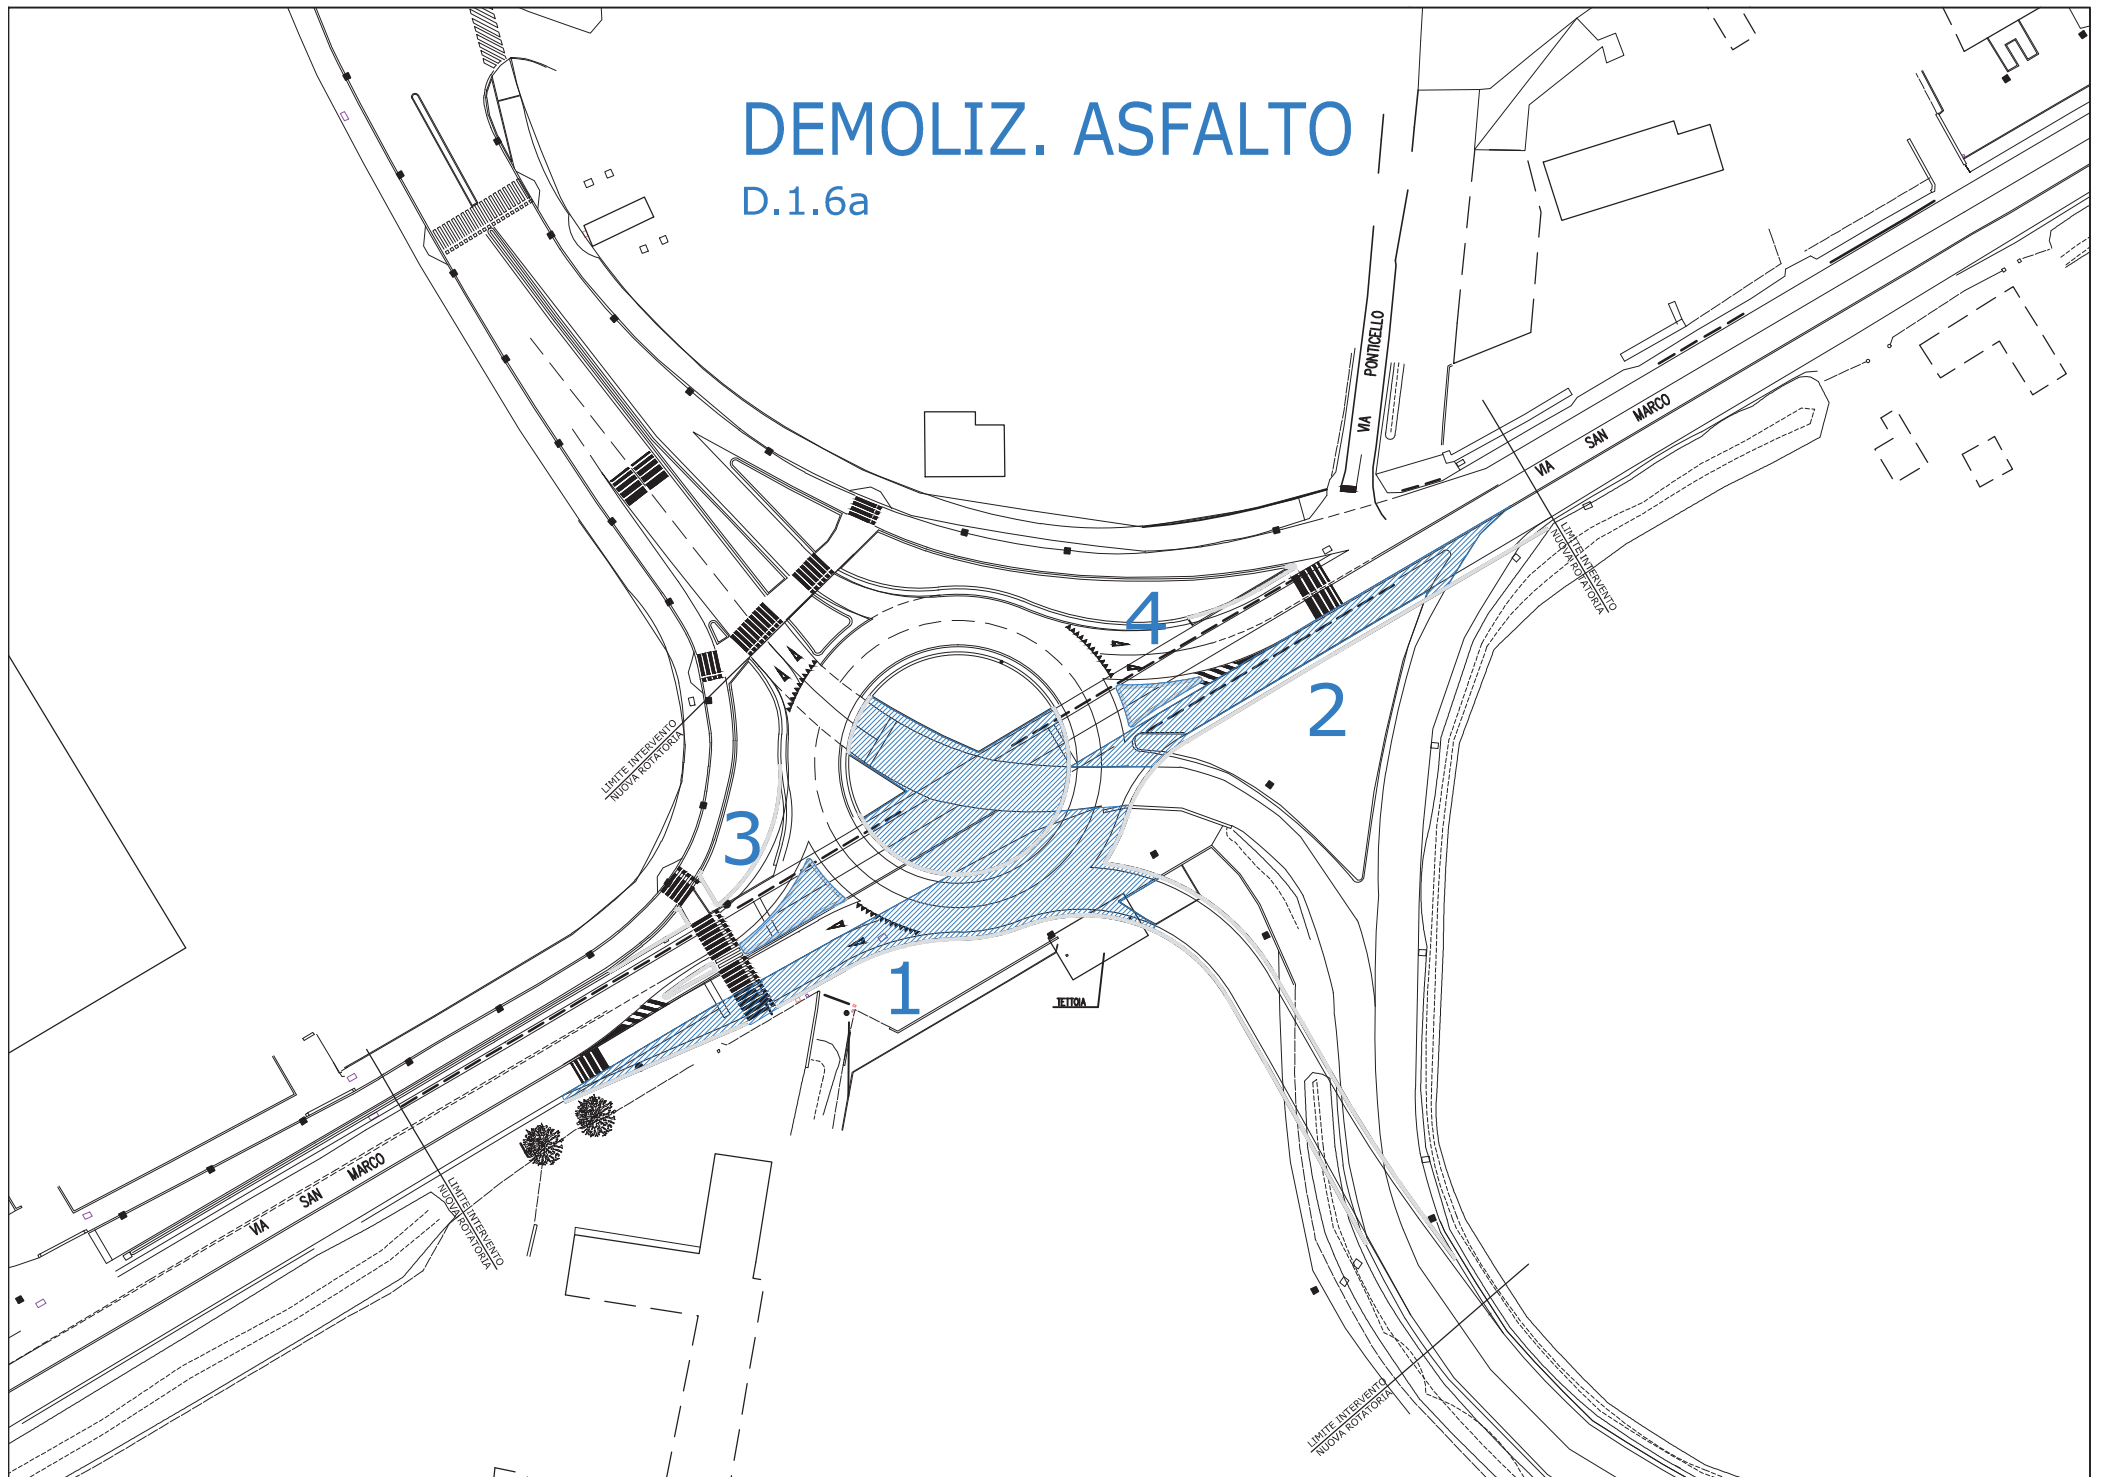 DEMOLIZ. ASFALTO
D.1.6a
VIA PONTICELLO
VIA SAN MARCO
LIMITE INTERVENTO
NUOVA ROTATORIA
4
2
LIMITE INTERVENTO
NUOVA ROTATORIA
3
1
TETTOIA
VIA SAN MARCO
LIMITE INTERVENTO
NUOVA ROTATORIA
LIMITE INTERVENTO
NUOVA ROTATORIA